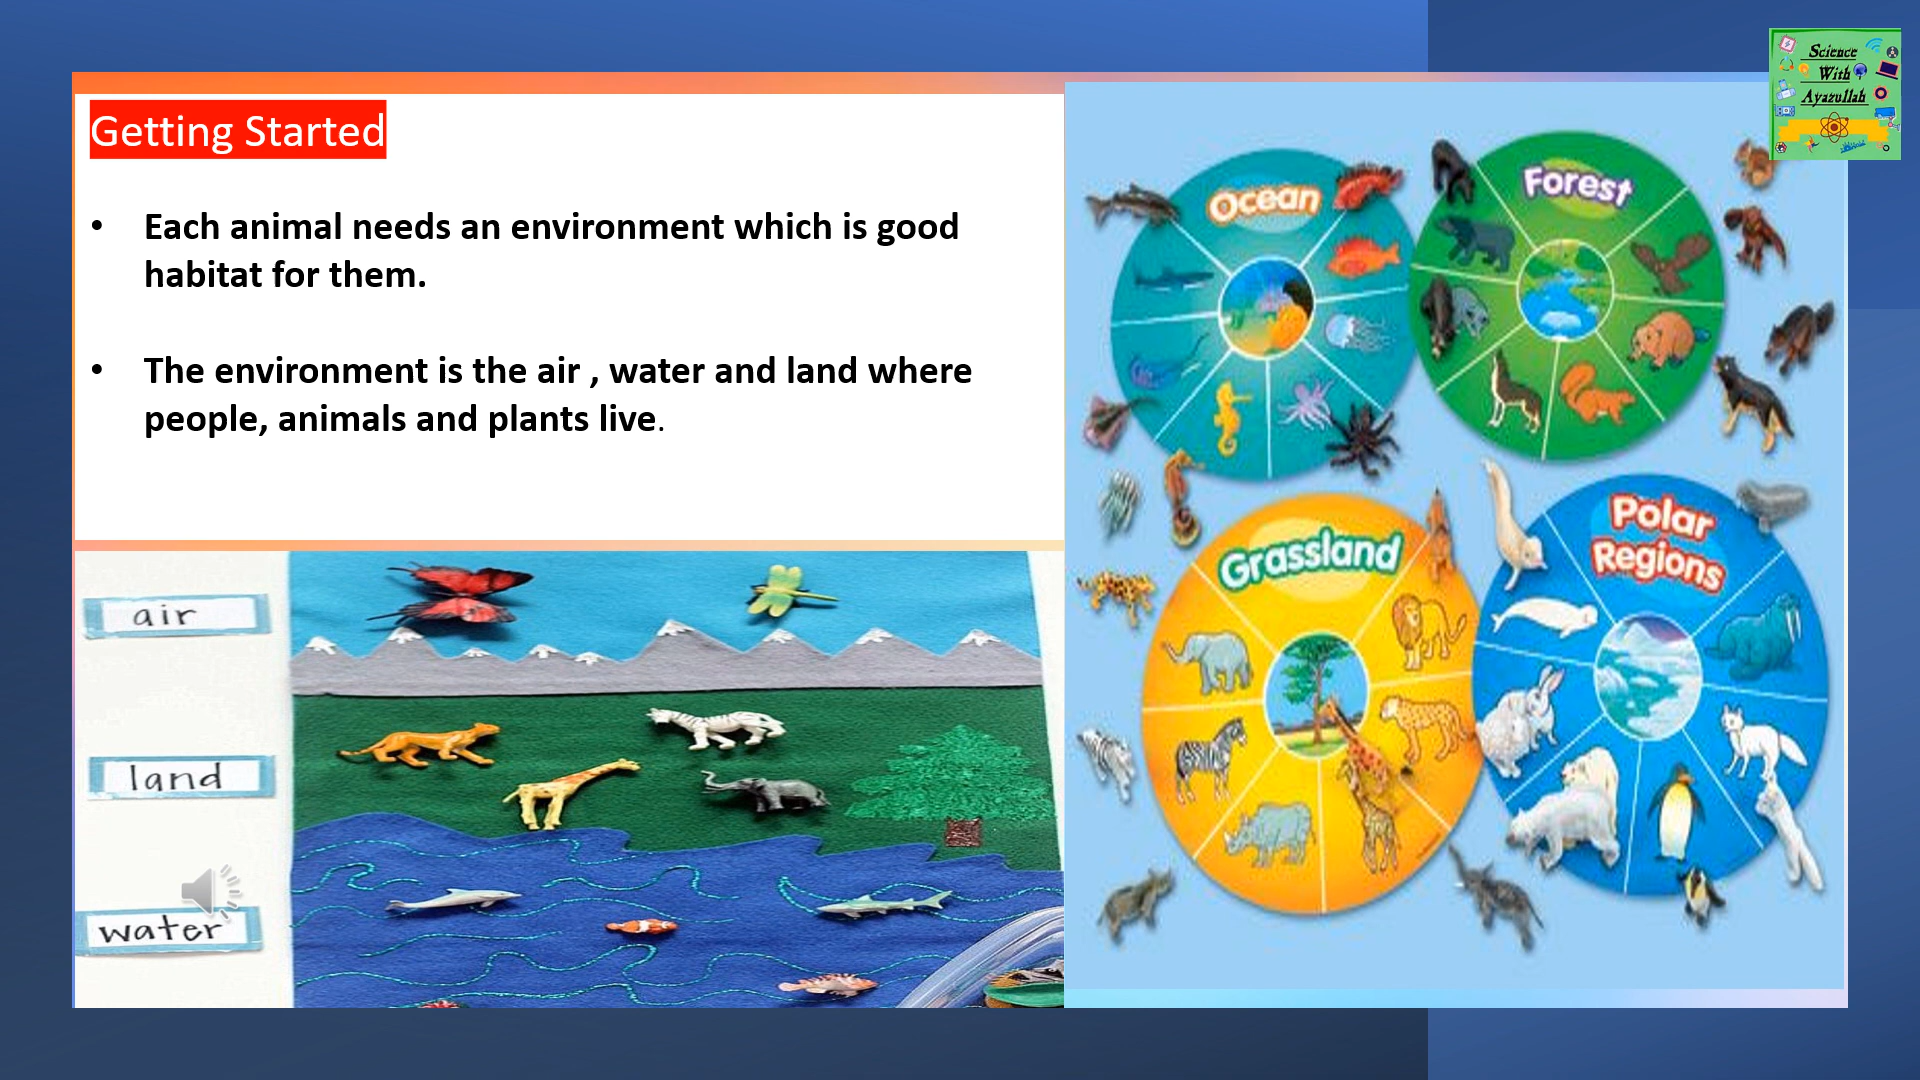 Getting Started
• Each animal needs an environment which is good
habitat for them.
• The environment is the air , water and land where
people, animals and plants live.
air
land
water
Ocean
Forest
Grassland
Polar
Regions
Science
With
Ayazullah